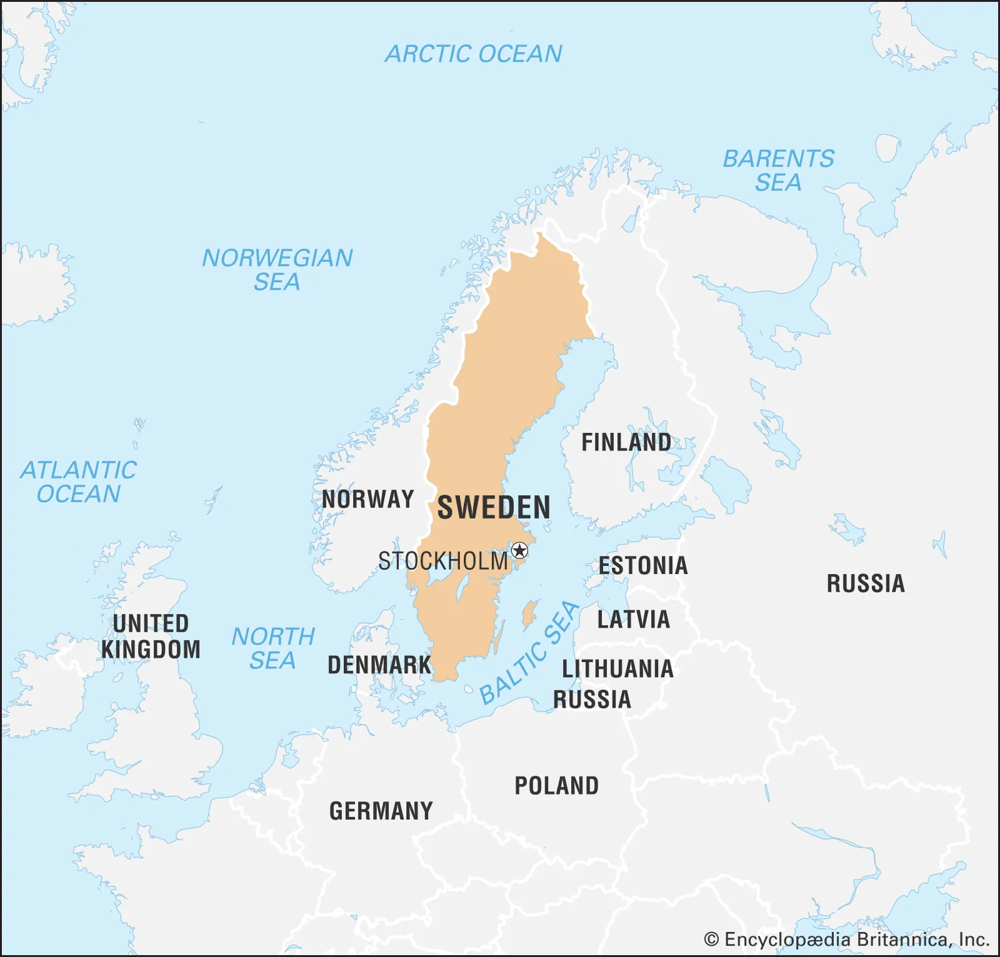 ARCTIC OCEAN
BARENTS
SEA
NORWEGIAN
SEA
ATLANTIC
OCEAN
FINLAND
NORWAY
SWEDEN
STOCKHOLM
ESTONIA
RUSSIA
LATVIA
UNITED
KINGDOM
NORTH
SEA
DENMARK
BALTIC SEA
LITHUANIA
RUSSIA
POLAND
GERMANY
© Encyclopædia Britannica, Inc.